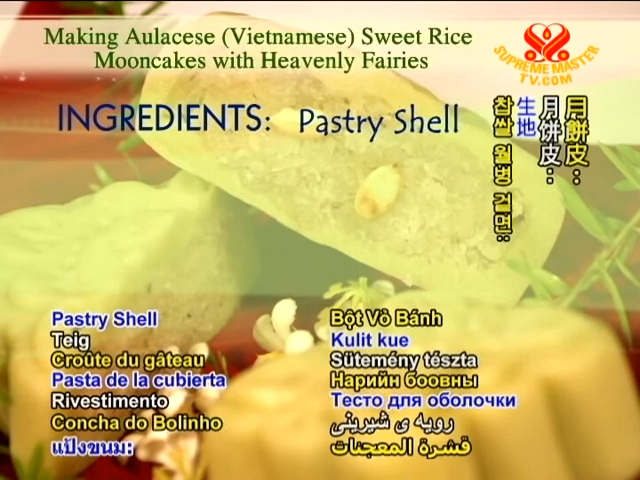 Making Aulacese (Vietnamese) Sweet Rice
Mooncakes with Heavenly Fairies
SUPREME MASTER
TV.COM
INGREDIENTS: Pastry Shell
月餅皮：
月饼皮：
生地
찹쌀 월병 겉면:
Pastry Shell
Teig
Croûte du gâteau
Pasta de la cubierta
Rivestimento
Concha do Bolinho
แป้งขนม:
Bột Vỏ Bánh
Kulit kue
Sütemény tészta
Нарийн боовны
Тесто для оболочки
رویه ی شیرینی
قشرة المعجنات